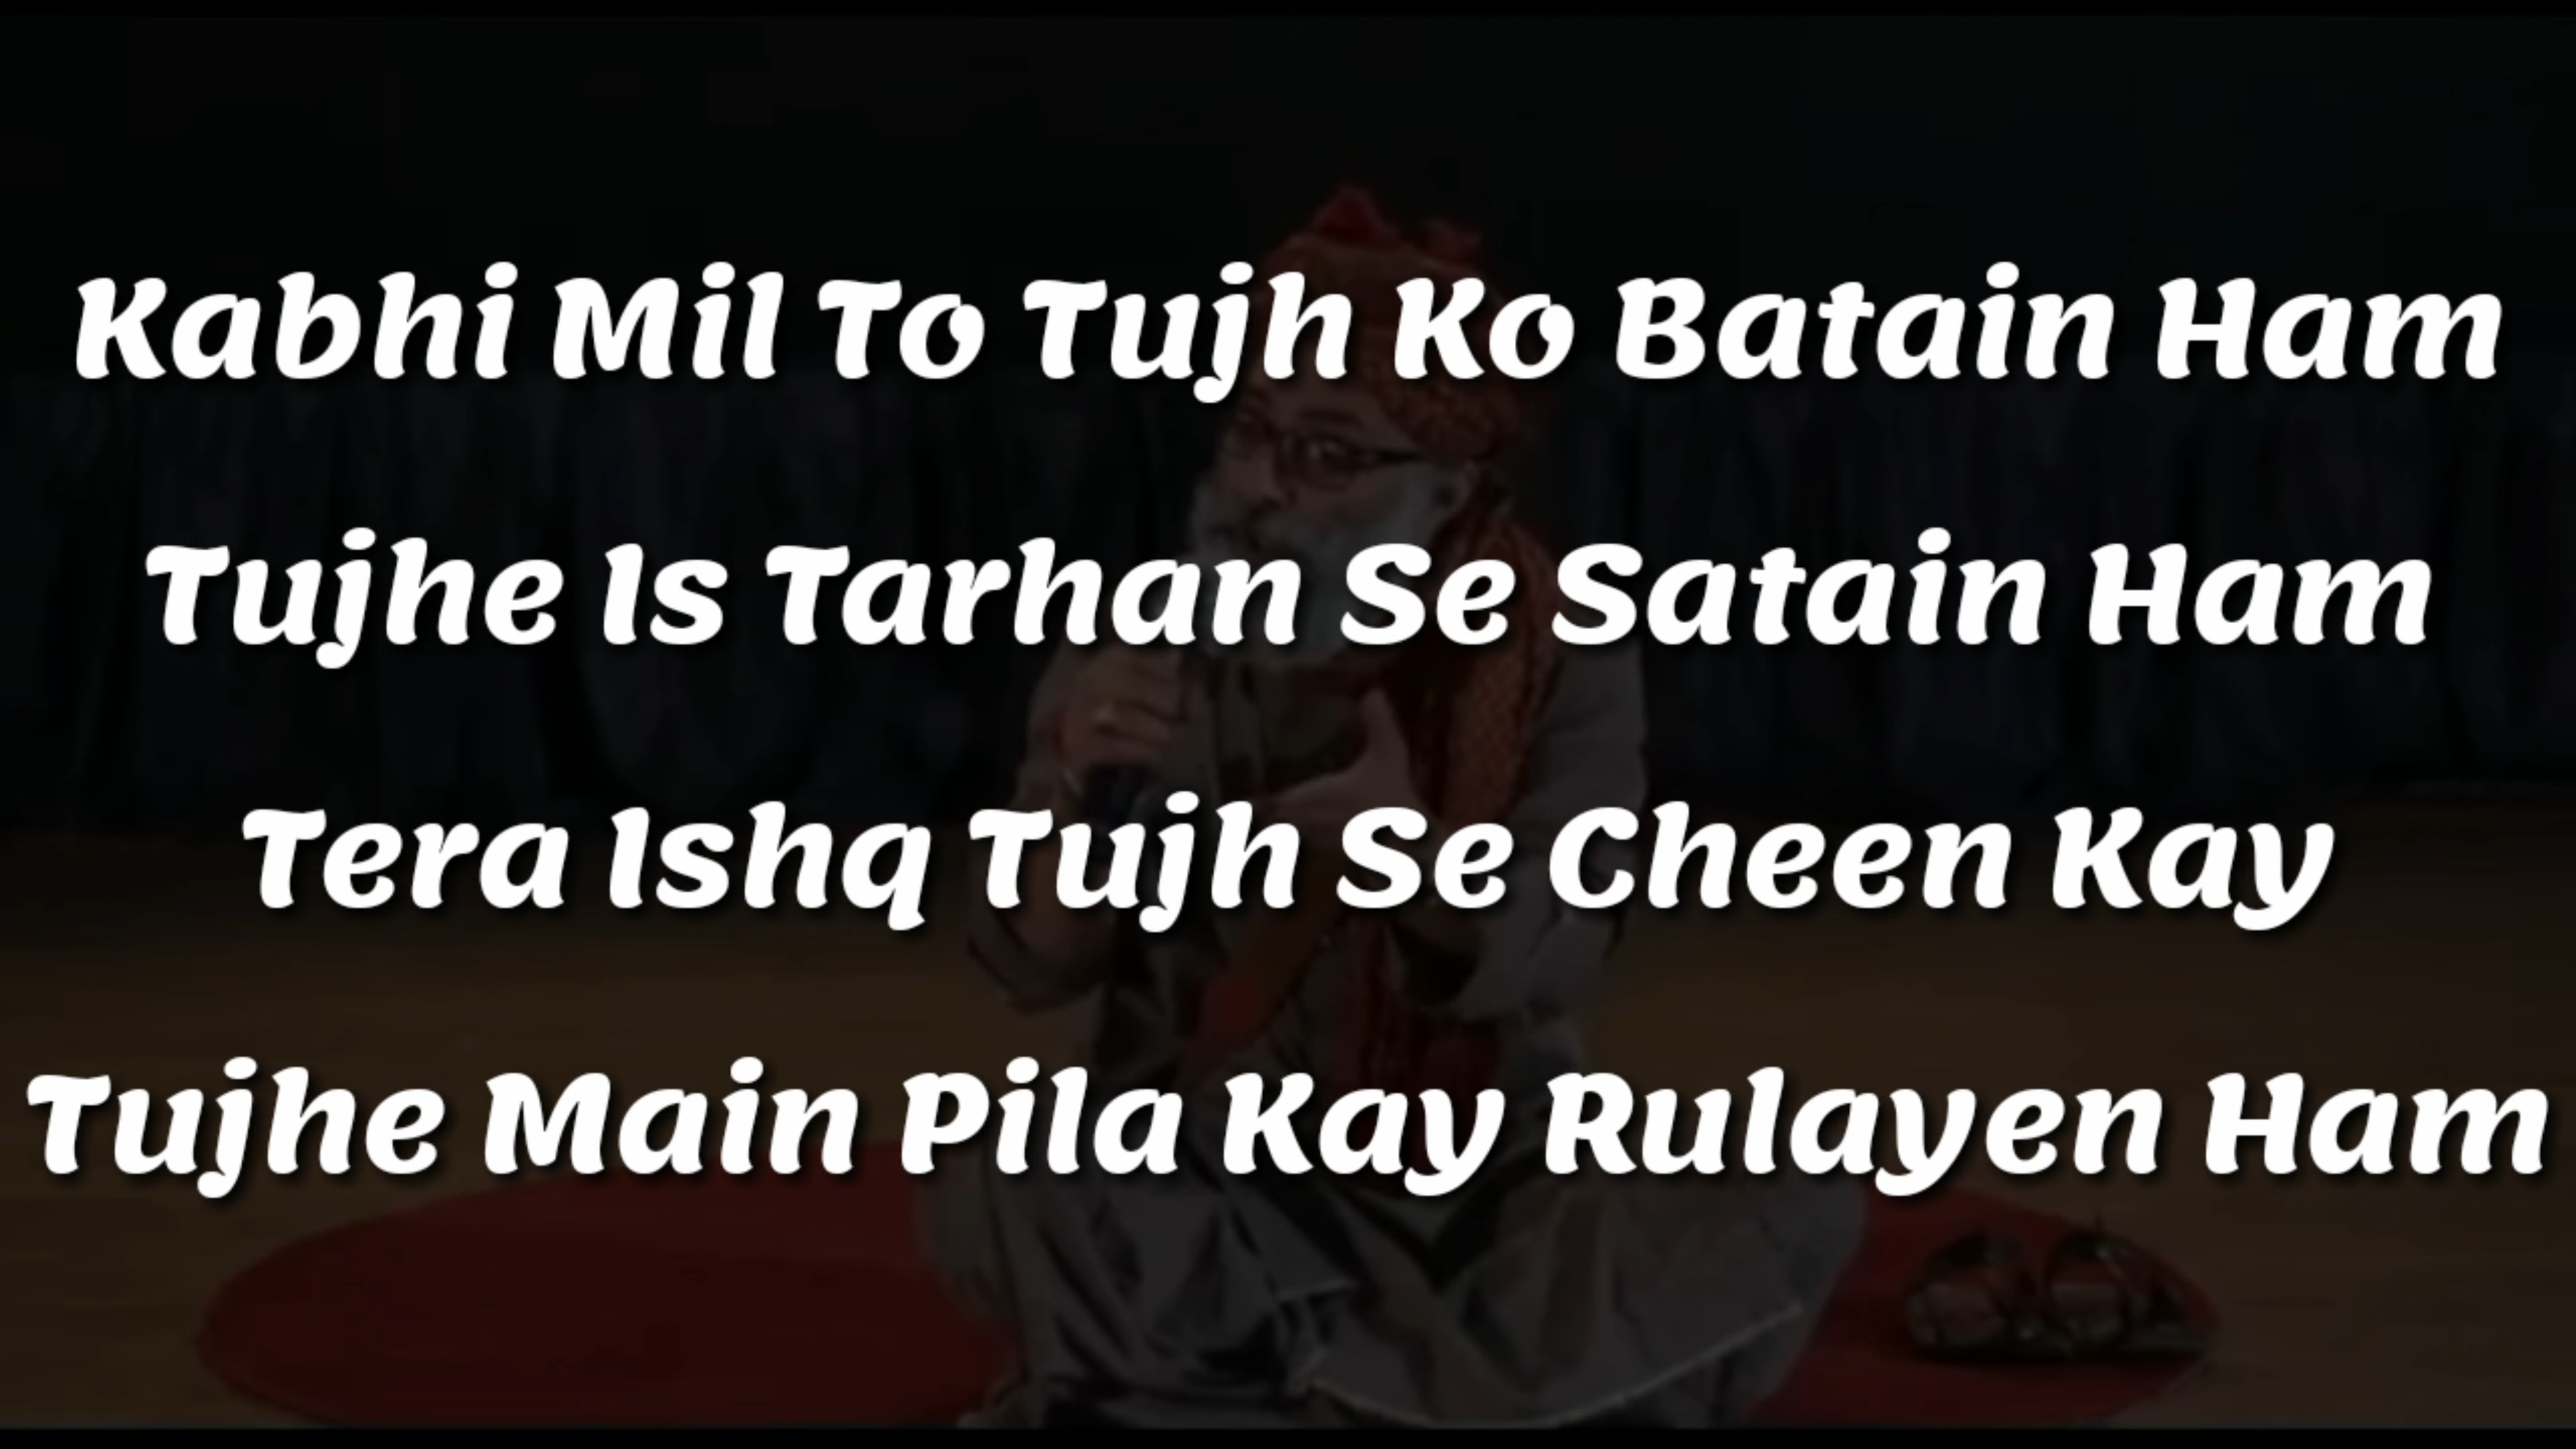 Kabhi Mil To Tujh Ko Batain Ham
Tujhe Is Tarhan Se Satain Ham
Tera Ishq Tujh Se Cheen Kay
Tujhe Main Pila Kay Rulayen Ham